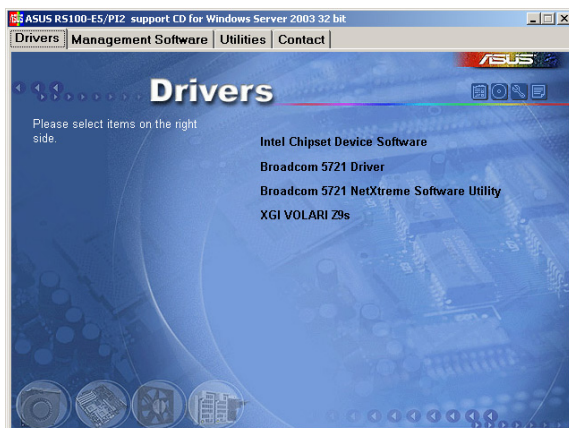 ASUS RS100-E5/PI2 support CD for Windows Server 2003 32 bit
Drivers Management Software Utilities Contact
ASUS
Drivers
Please select items on the right
side.
Intel Chipset Device Software
Broadcom 5721 Driver
Broadcom 5721 NetXtreme Software Utility
XGI VOLARI Z9s